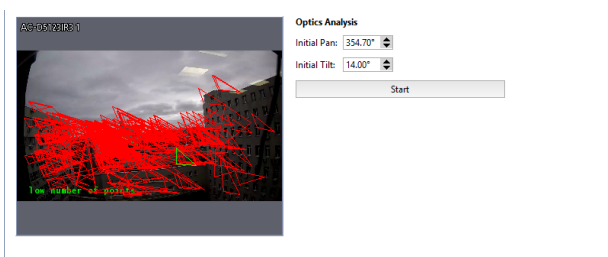 AC-D5123IR3 1
Optics Analysis
Initial Pan: 354.70°
Initial Tilt: 14.00°
Start
low number of points